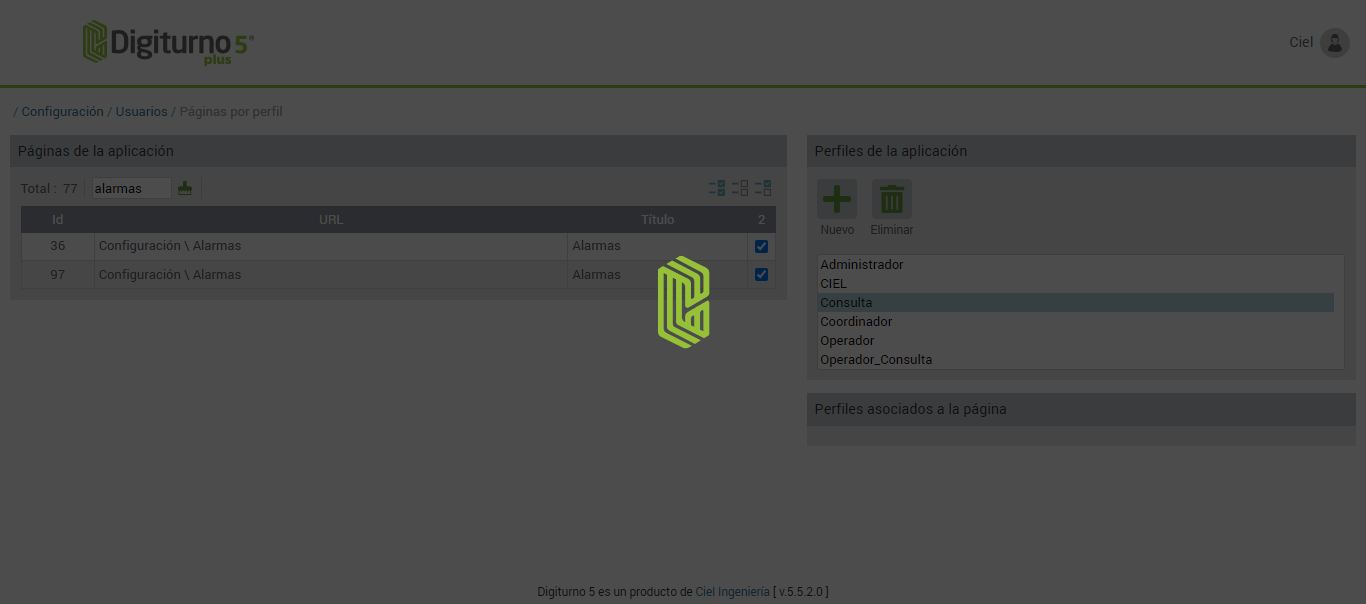 Digiturno 5®
plus
Ciel
/ Configuración / Usuarios / Páginas por perfil
Páginas de la aplicación
Total : 77 alarmas
Id URL Título 2
36 Configuración \ Alarmas Alarmas
97 Configuración \ Alarmas Alarmas
Perfiles de la aplicación
Nuevo Eliminar
Administrador
CIEL
Consulta
Coordinador
Operador
Operador_Consulta
Perfiles asociados a la página
Digiturno 5 es un producto de Ciel Ingeniería [ v.5.5.2.0 ]